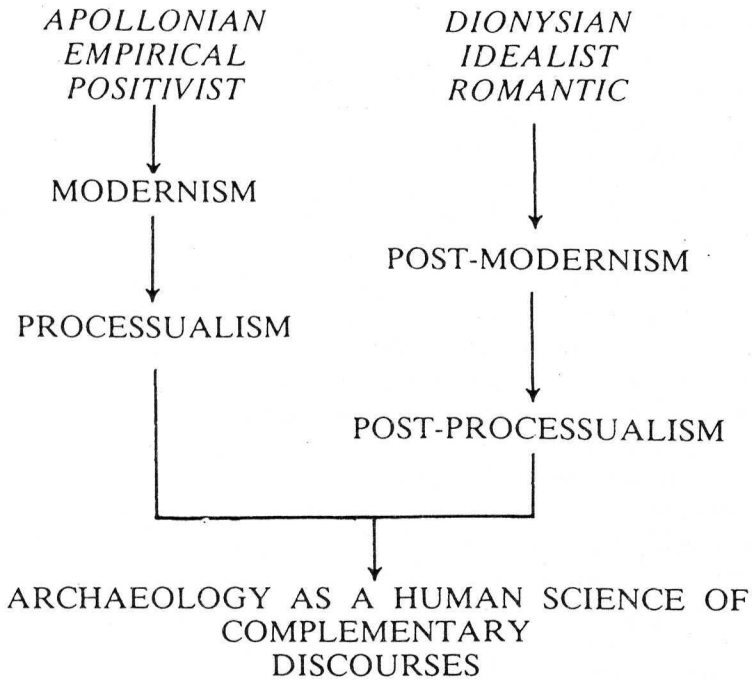 APOLLONIAN
EMPIRICAL
POSITIVIST
MODERNISM
PROCESSUALISM
DIONYSIAN
IDEALIST
ROMANTIC
POST-MODERNISM
POST-PROCESSUALISM
ARCHAEOLOGY AS A HUMAN SCIENCE OF
COMPLEMENTARY
DISCOURSES